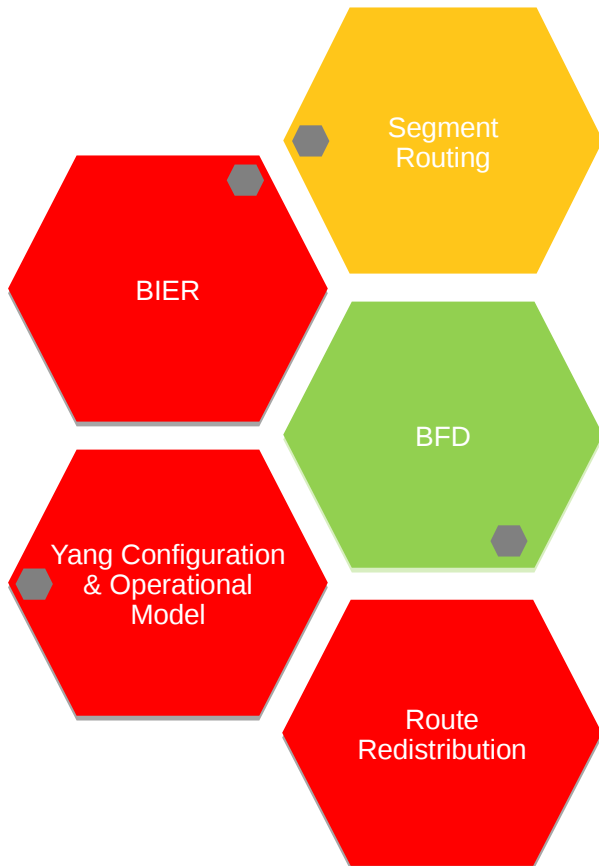 Segment
Routing
BIER
BFD
Yang Configuration
& Operational
Model
Route
Redistribution